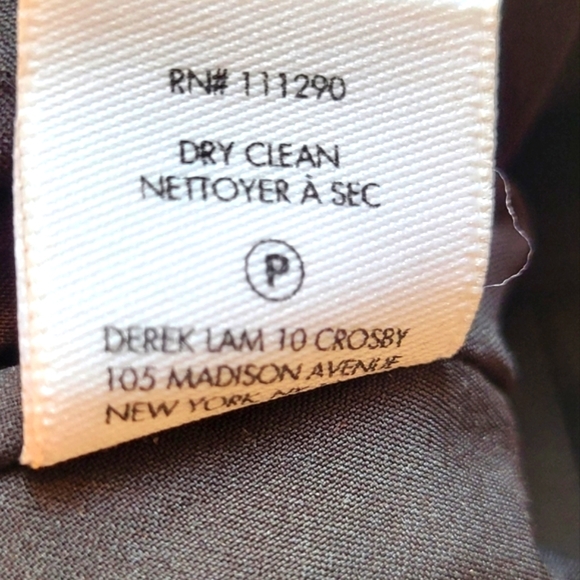 RN# 111290
DRY CLEAN
NETTOYER À SEC
P
DEREK LAM 10 CROSBY
105 MADISON AVENUE
NEW YORK